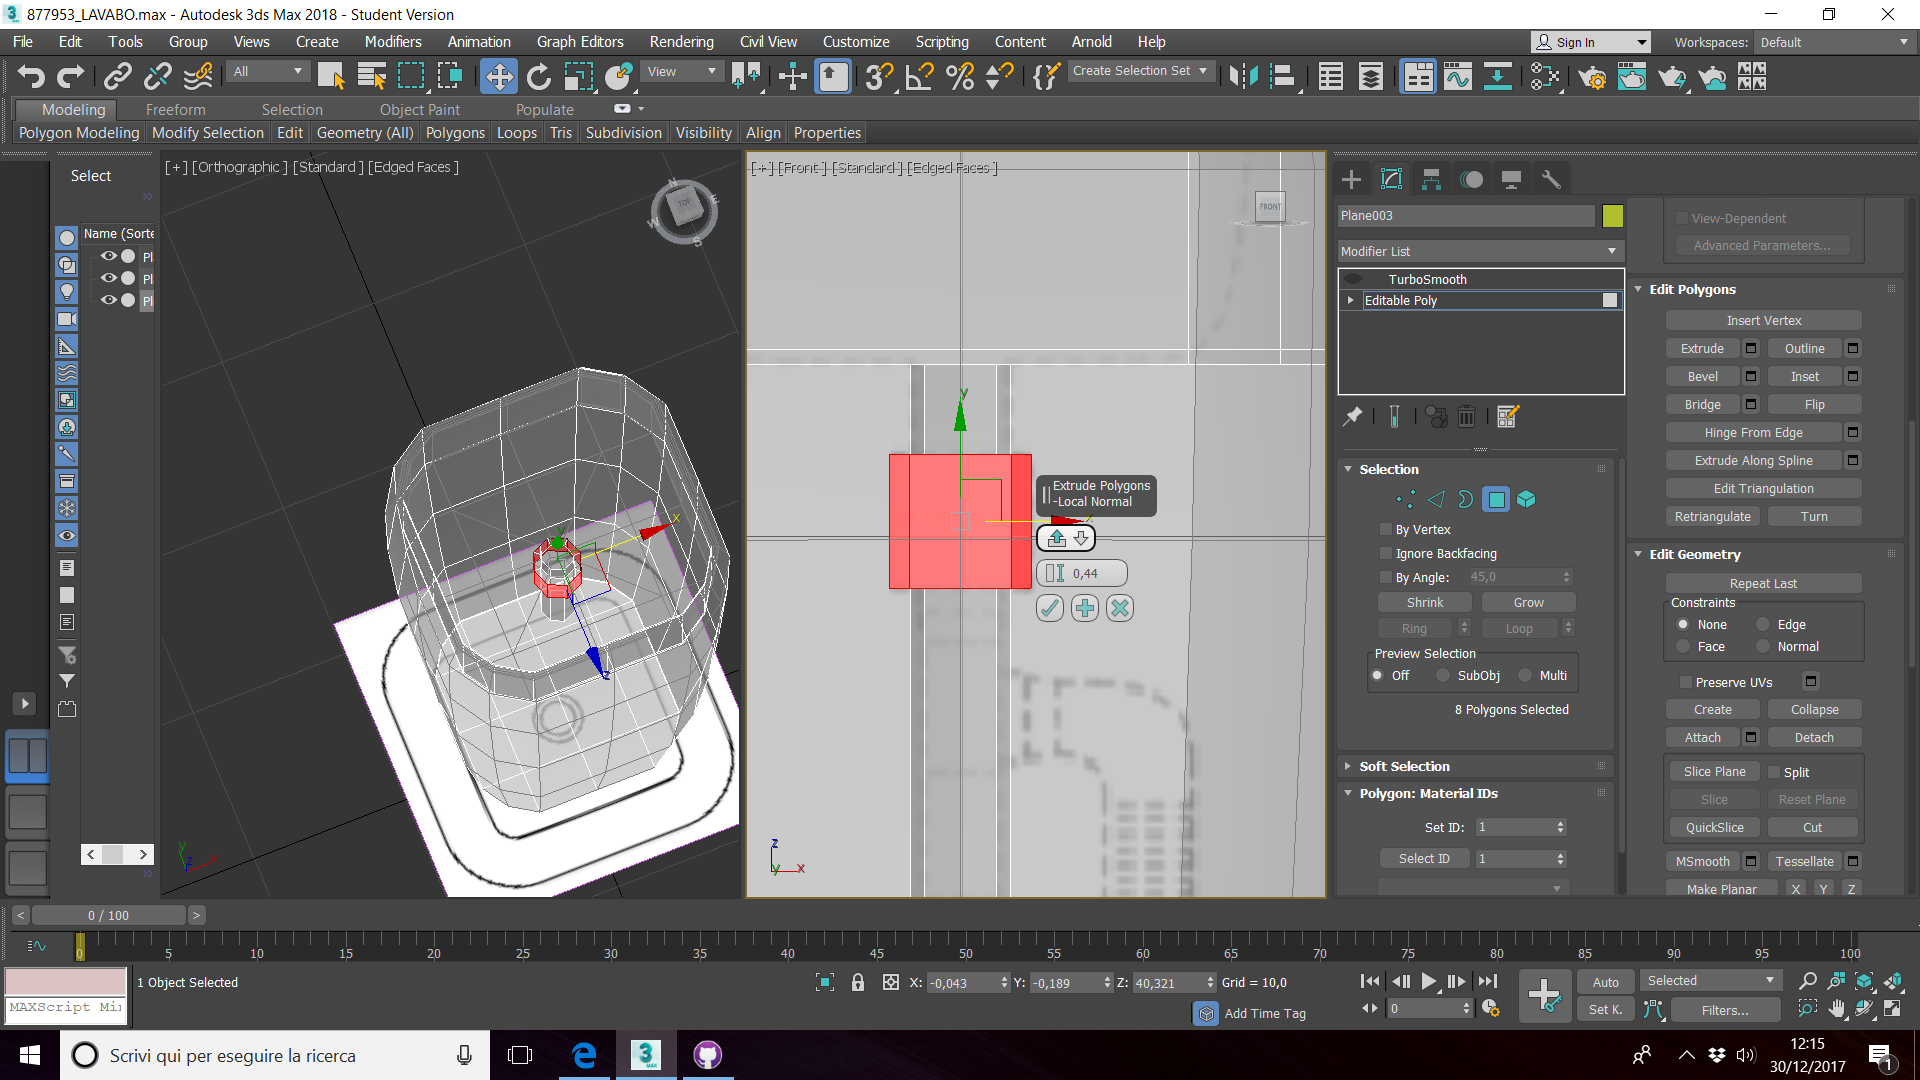 877953_LAVABO.max - Autodesk 3ds Max 2018 - Student Version
File Edit Tools Group Views Create Modifiers Animation Graph Editors Rendering Civil View Customize Scripting Content Arnold Help
Sign In Workspaces: Default
All View Create Selection Set
Modeling Freeform Selection Object Paint Populate
Polygon Modeling Modify Selection Edit Geometry (All) Polygons Loops Tris Subdivision Visibility Align Properties
Select
Name (Sorte
Pl
Pl
Pl
[+] [Orthographic ] [Standard ] [Edged Faces ]
TOP
N
E
S
W
x
y
z
[+] [Front ] [Standard ] [Edged Faces ]
FRONT
y
x
Extrude Polygons
-Local Normal
0,44
z
y
x
Plane003
Modifier List
TurboSmooth
Editable Poly
Selection
By Vertex
Ignore Backfacing
By Angle: 45,0
Shrink Grow
Ring Loop
Preview Selection
Off SubObj Multi
8 Polygons Selected
Soft Selection
Polygon: Material IDs
Set ID: 1
Select ID 1
View-Dependent
Advanced Parameters...
Edit Polygons
Insert Vertex
Extrude Outline
Bevel Inset
Bridge Flip
Hinge From Edge
Extrude Along Spline
Edit Triangulation
Retriangulate Turn
Edit Geometry
Repeat Last
Constraints
None Edge
Face Normal
Preserve UVs
Create Collapse
Attach Detach
Slice Plane Split
Slice Reset Plane
QuickSlice Cut
MSmooth Tessellate
Make Planar X Y Z
< 0 / 100 >
0 5 10 15 20 25 30 35 40 45 50 55 60 65 70 75 80 85 90 95 100
MAXScript Mi
1 Object Selected
X: -0,043 Y: -0,189 Z: 40,321 Grid = 10,0
Add Time Tag
0
Auto Selected
Set K. Filters...
Scrivi qui per eseguire la ricerca
3
MAX
12:15
30/12/2017
1